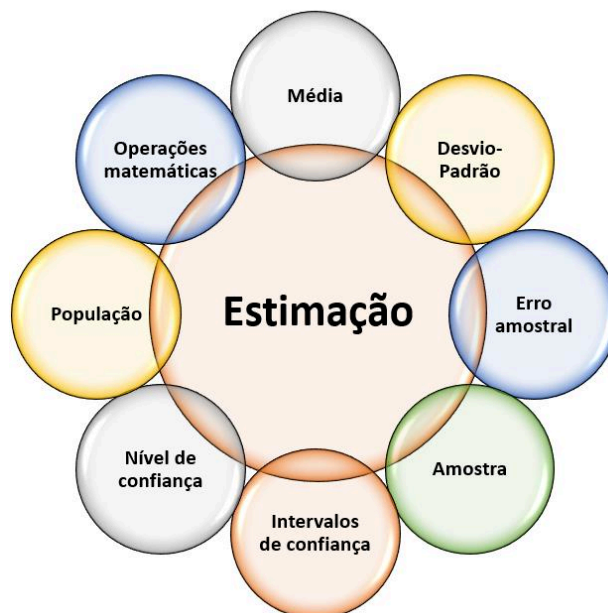 Média
Desvio-
Padrão
Erro
amostral
Amostra
Intervalos
de confiança
Nível de
confiança
População
Operações
matemáticas
Estimação